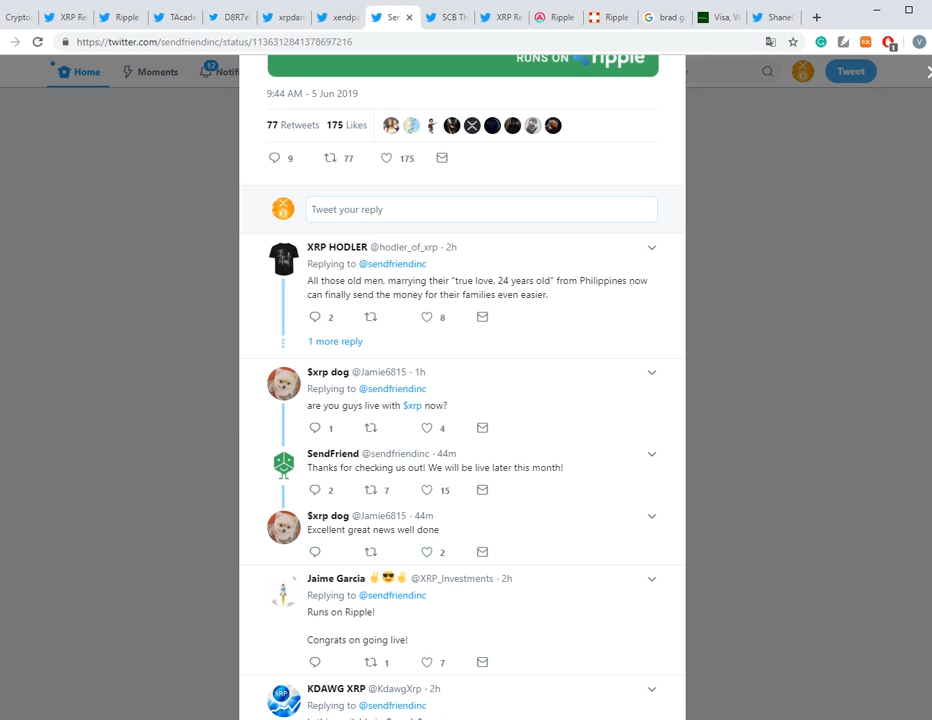 Crypto
XRP Re
Ripple
TAcade
D8R7ef
xrpdar
xendpa
Sen
SCB Th
XRP Re
Ripple
Ripple
brad g
Visa, W
ShaneC
https://twitter.com/sendfriendinc/status/1136312841378697216
Home
Moments
12
Notifi
Tweet
RUNS ON ripple
9:44 AM - 5 Jun 2019
77 Retweets 175 Likes
9 77 175
Tweet your reply
XRP HODLER @hodler_of_xrp · 2h
Replying to @sendfriendinc
All those old men, marrying their "true love, 24 years old" from Philippines now
can finally send the money for their families even easier.
2 8
1 more reply
$xrp dog @Jamie6815 · 1h
Replying to @sendfriendinc
are you guys live with $xrp now?
1 4
SendFriend @sendfriendinc · 44m
Thanks for checking us out! We will be live later this month!
2 7 15
$xrp dog @Jamie6815 · 44m
Excellent great news well done
2
Jaime Garcia ✌😎✌ @XRP_Investments · 2h
Replying to @sendfriendinc
Runs on Ripple!
Congrats on going live!
1 7
KDAWG XRP @KdawgXrp · 2h
Replying to @sendfriendinc